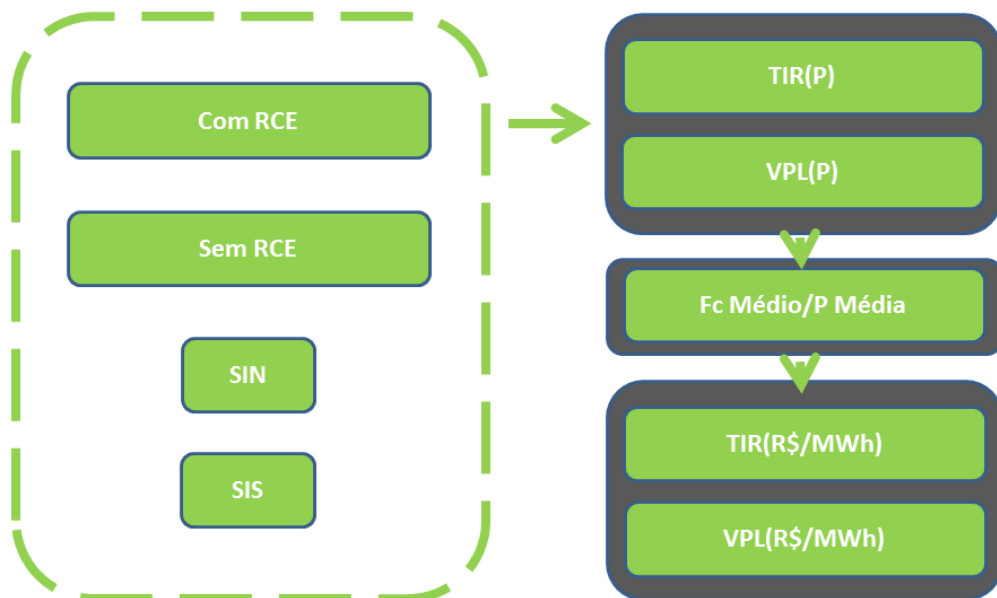 Com RCE
Sem RCE
SIN
SIS
TIR(P)
VPL(P)
Fc Médio/P Média
TIR(R$/MWh)
VPL(R$/MWh)